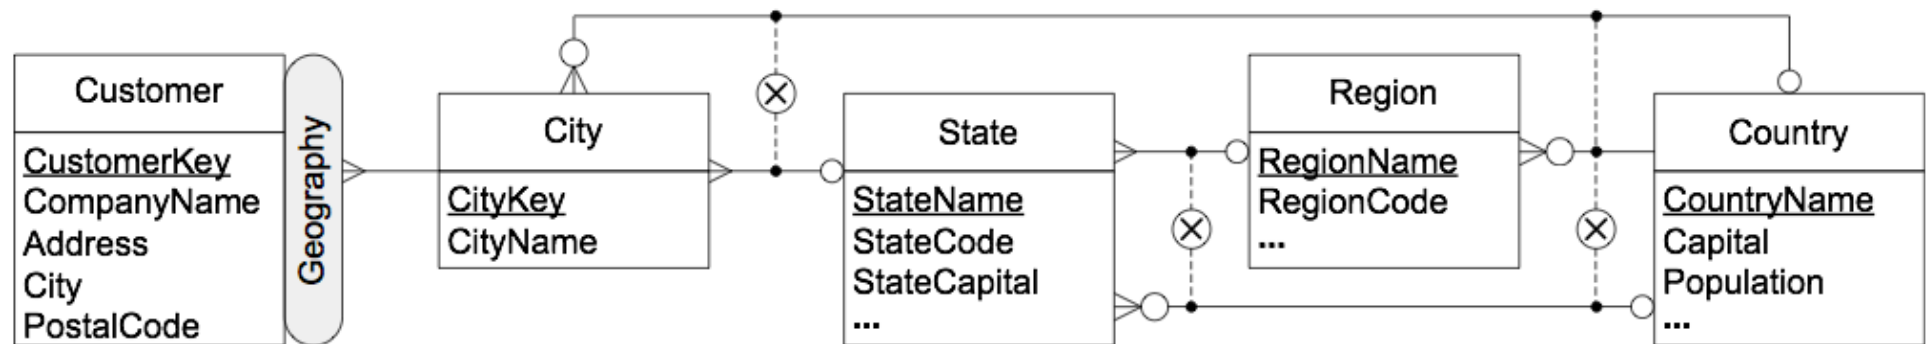 Customer
CustomerKey
CompanyName
Address
City
PostalCode
Geography
City
CityKey
CityName
State
StateName
StateCode
StateCapital
...
Region
RegionName
RegionCode
...
Country
CountryName
Capital
Population
...